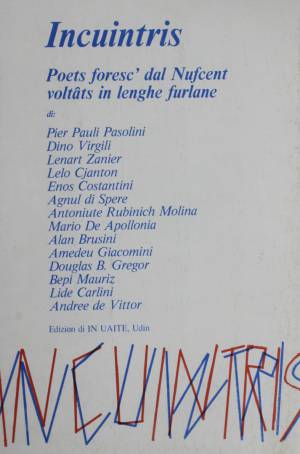 Incuintris
Poets foresc' dal Nufcent
voltâts in lenghe furlane
di:
Pier Pauli Pasolini
Dino Virgili
Lenart Zanier
Lelo Cjanton
Enos Costantini
Agnul di Spere
Antoniute Rubinich Molina
Mario De Apollonia
Alan Brusini
Amedeu Giacomini
Douglas B. Gregor
Bepi Mauriz
Lide Carlini
Andree de Vittor
Edizion di IN UAITE, Udin
INCUINTRIS